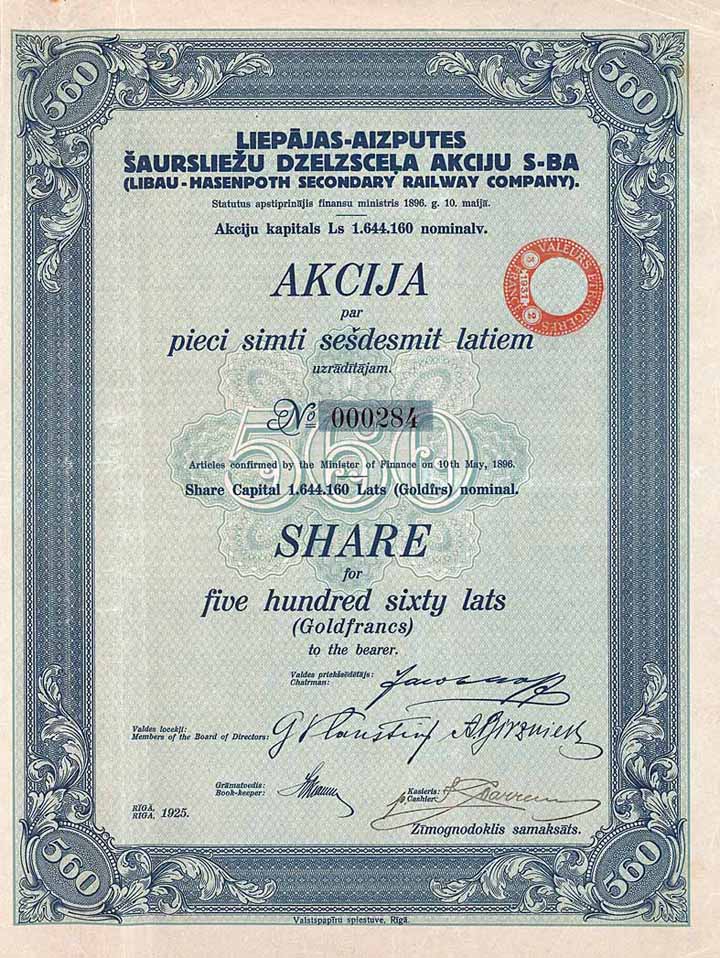 560 560
LIEPĀJAS-AIZPUTES
ŠAURSLIEŽU DZELZSCEĻA AKCIJU S-BA
(LIBAU - HASENPOTH SECONDARY RAILWAY COMPANY).
Statutus apstiprinājis finansu ministris 1896. g. 10. maijā.
Akciju kapitals Ls 1.644.160 nominalv.
VALEURS ETRANGERES
1934
AKCIJA
par
pieci simti sešdesmit latiem
uzrādītājam.
№ 000284
560
Articles confirmed by the Minister of Finance on 10th May, 1896.
Share Capital 1.644.160 Lats (Goldfrs) nominal.
SHARE
for
five hundred sixty lats
(Goldfrancs)
to the bearer.
Valdes priekšsēdētājs:
Chairman:
Valdes locekļi:
Members of the Board of Directors:
Grāmatvedis:
Book-keeper:
Kasieris:
Cashier:
RĪGĀ,
RIGA, 1925.
Zīmognodoklis samaksāts.
560 560
Valstspapīru spiestuve, Rīgā.